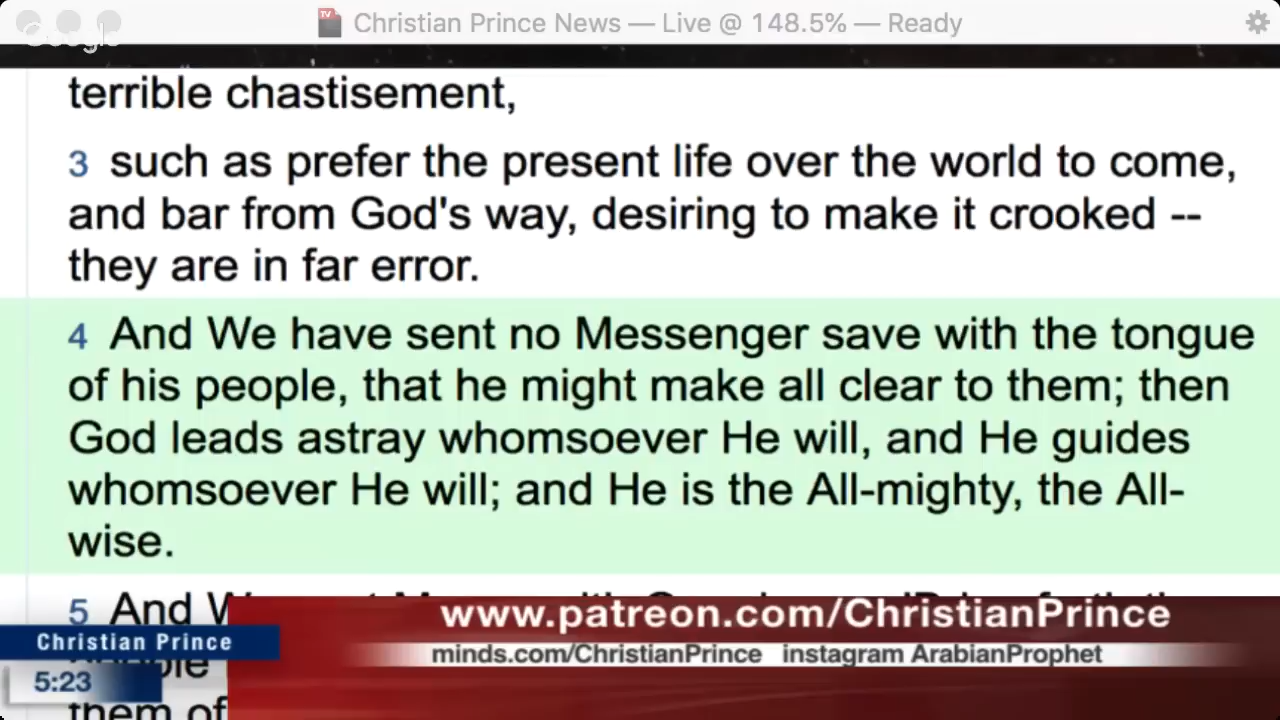 Christian Prince News — Live @ 148.5% — Ready
Google
terrible chastisement,
3 such as prefer the present life over the world to come,
and bar from God's way, desiring to make it crooked --
they are in far error.
4 And We have sent no Messenger save with the tongue
of his people, that he might make all clear to them; then
God leads astray whomsoever He will, and He guides
whomsoever He will; and He is the All-mighty, the All-
wise.
5 And
www.patreon.com/ChristianPrince
Christian Prince
minds.com/ChristianPrince instagram ArabianProphet
5:23
them of